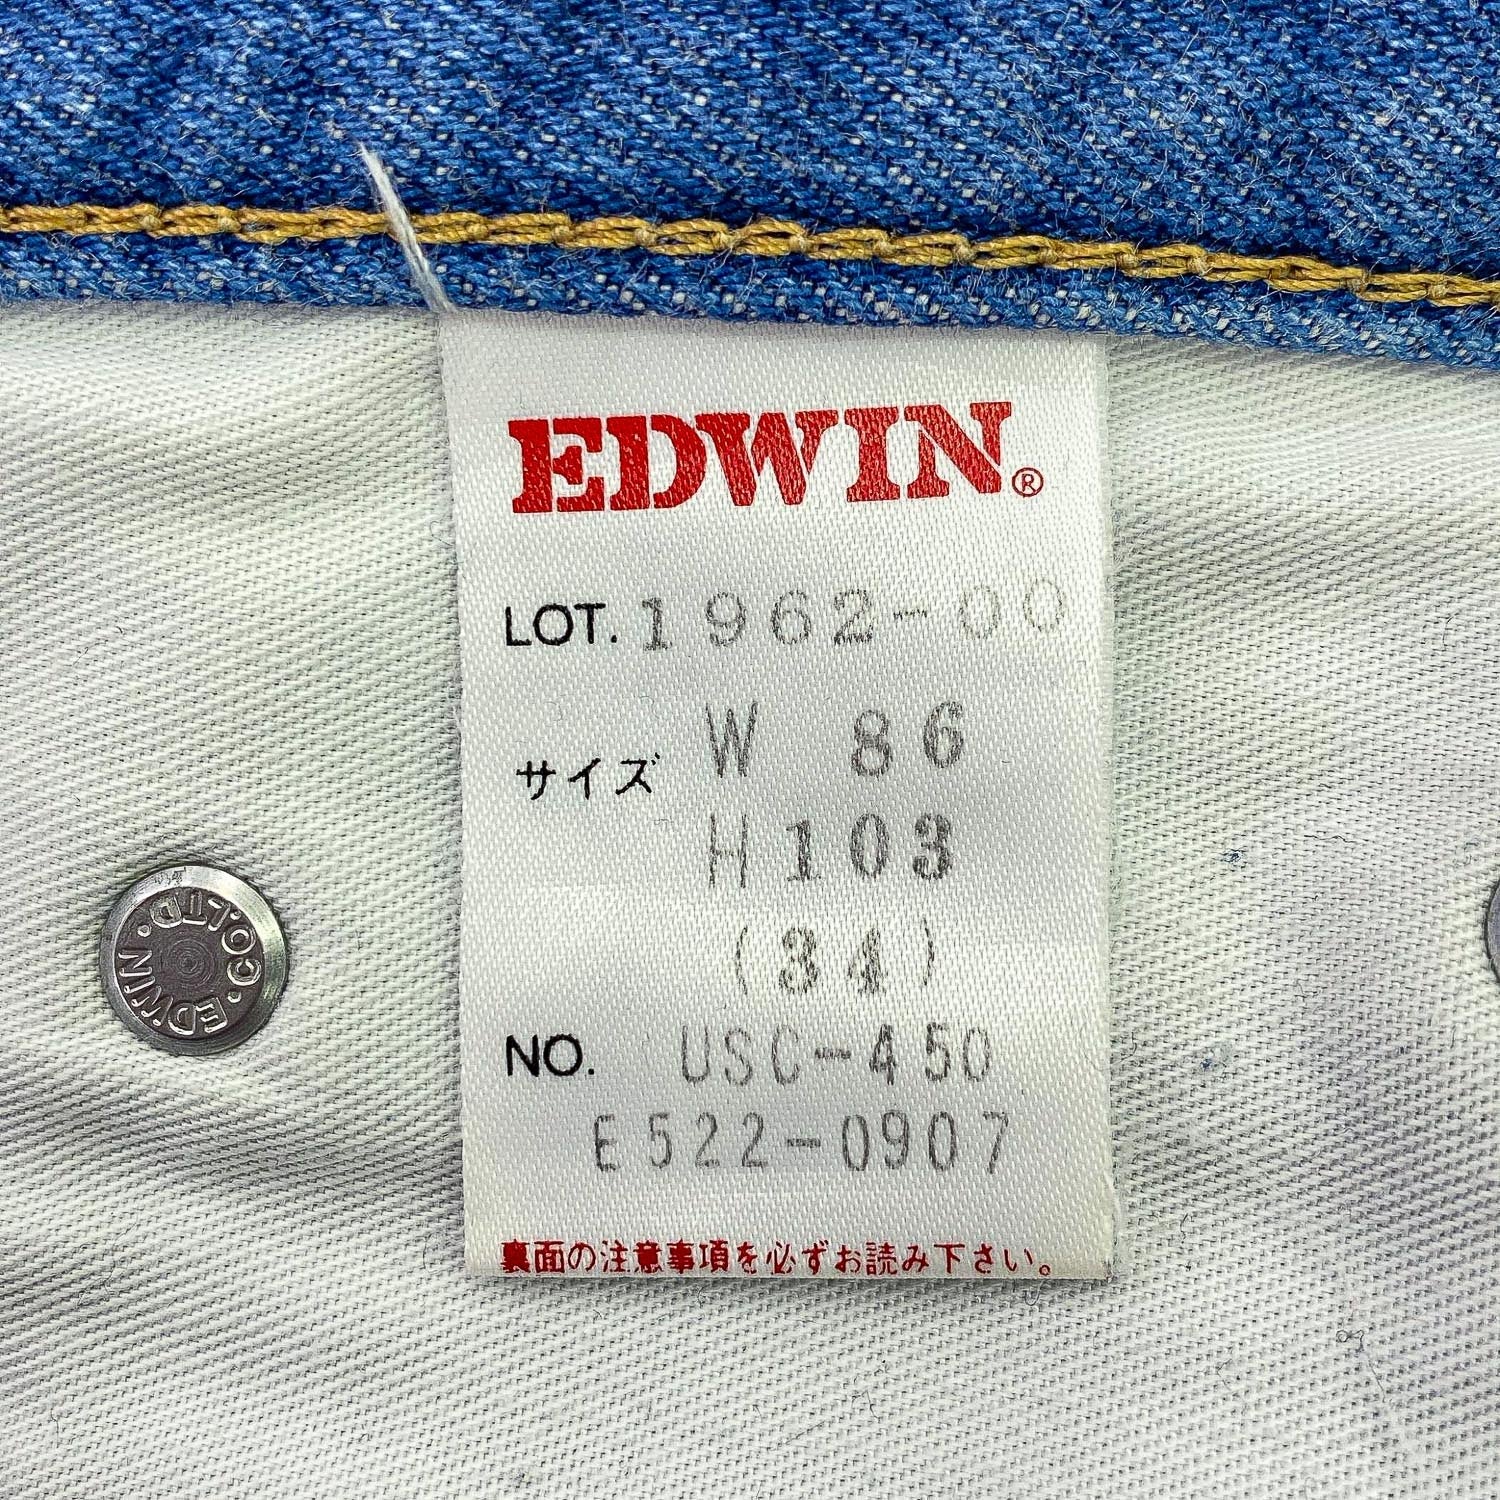 EDWIN®
LOT. 1962-00
サイズ W 86
H103
(34)
NO. USC-450
E522-0907
裏面の注意事項を必ずお読み下さい。
EDWIN・CO.LTD・